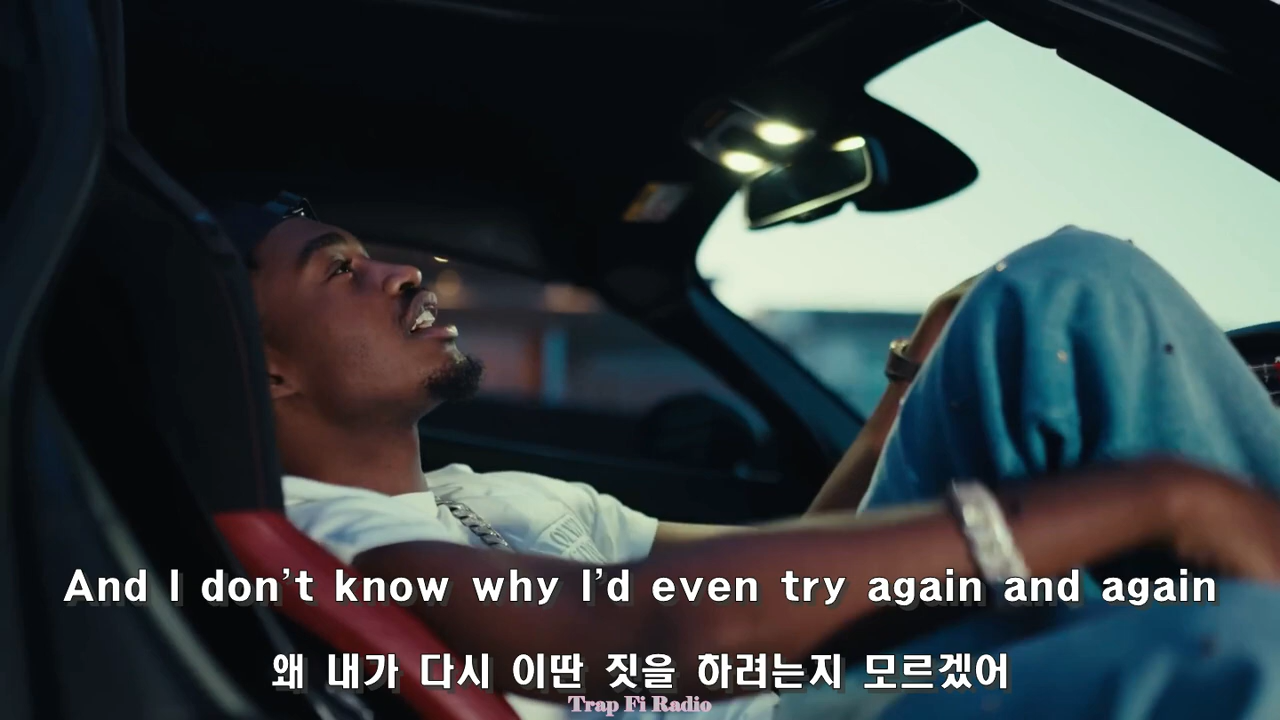 And I don’t know why I’d even try again and again
왜 내가 다시 이딴 짓을 하려는지 모르겠어
Trap Fi Radio